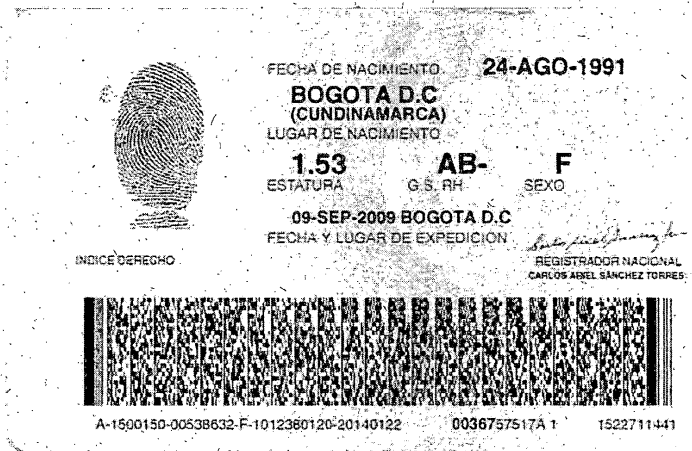 FECHA DE NACIMIENTO 24-AGO-1991
BOGOTA D.C
(CUNDINAMARCA)
LUGAR DE NACIMIENTO
1.53 AB- F
ESTATURA G.S. RH SEXO
09-SEP-2009 BOGOTA D.C
FECHA Y LUGAR DE EXPEDICION
INDICE DERECHO
REGISTRADOR NACIONAL
CARLOS ARIEL SANCHEZ TORRES
A-1500150-00538632-F-1012380120-20140122 0036757517A 1 1522711441